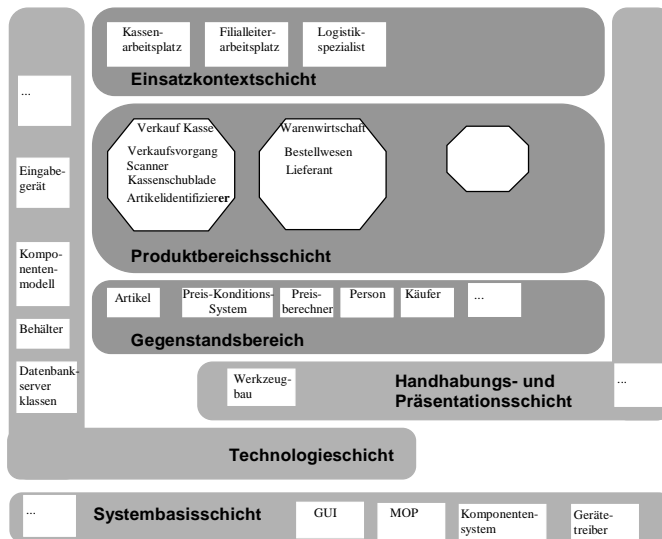 Kassen-
arbeitsplatz
Filialleiter-
arbeitsplatz
Logistik-
spezialist
Einsatzkontextschicht
...
Eingabe-
gerät
Kompo-
nenten-
modell
Behälter
Datenbank-
server
klassen
Verkauf Kasse
Verkaufsvorgang
Scanner
Kassenschublade
Artikelidentifizierer
Warenwirtschaft
Bestellwesen
Lieferant
Produktbereichsschicht
Artikel
Preis-Konditions-
System
Preis-
berechner
Person
Käufer
...
Gegenstandsbereich
Werkzeug-
bau
Handhabungs- und
Präsentationsschicht
...
Technologieschicht
...
Systembasisschicht
GUI
MOP
Komponenten-
system
Geräte-
treiber